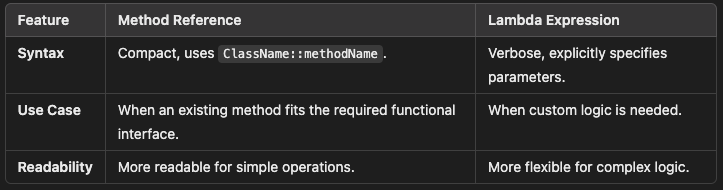 Feature Method Reference Lambda Expression
Syntax Compact, uses ClassName::methodName. Verbose, explicitly specifies
parameters.
Use Case When an existing method fits the required functional When custom logic is needed.
interface.
Readability More readable for simple operations. More flexible for complex logic.